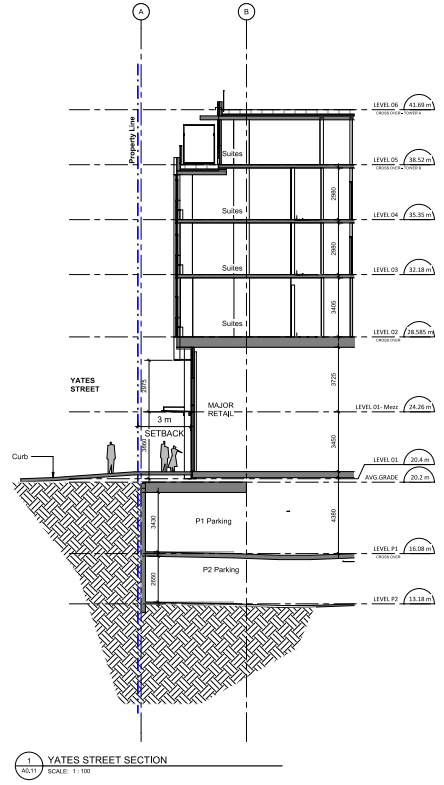 A
B
Property Line
LEVEL 06 41.69 m
CROSS OVER - TOWER A
Suites
LEVEL 05 38.52 m
CROSS OVER - TOWER B
2980
Suites
LEVEL 04 35.35 m
2980
Suites
LEVEL 03 32.18 m
3405
Suites
LEVEL 02 28.585 m
CROSS OVER
YATES
STREET
2975
3725
MAJOR
RETAIL
LEVEL 01- Mezz 24.26 m
3 m
SETBACK
3450
Curb
LEVEL 01 20.4 m
AVG.GRADE 20.2 m
3430
P1 Parking
4380
LEVEL P1 16.08 m
CROSS OVER
P2 Parking
2650
LEVEL P2 13.18 m
1
A0.11
YATES STREET SECTION
SCALE: 1 : 100